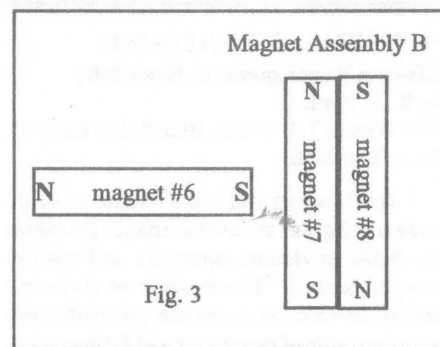 Magnet Assembly B
N S
magnet #7
magnet #8
N magnet #6 S
Fig. 3
S N